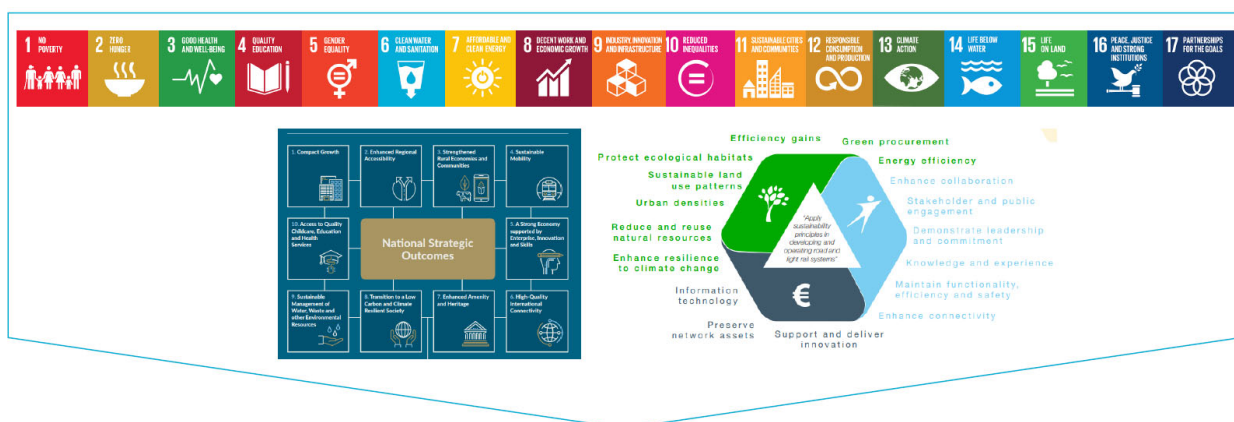 1 NO
POVERTY
2 ZERO
HUNGER
3 GOOD HEALTH
AND WELL-BEING
4 QUALITY
EDUCATION
5 GENDER
EQUALITY
6 CLEAN WATER
AND SANITATION
7 AFFORDABLE AND
CLEAN ENERGY
8 DECENT WORK AND
ECONOMIC GROWTH
9 INDUSTRY, INNOVATION
AND INFRASTRUCTURE
10 REDUCED
INEQUALITIES
11 SUSTAINABLE CITIES
AND COMMUNITIES
12 RESPONSIBLE
CONSUMPTION
AND PRODUCTION
13 CLIMATE
ACTION
14 LIFE BELOW
WATER
15 LIFE
ON LAND
16 PEACE, JUSTICE
AND STRONG
INSTITUTIONS
17 PARTNERSHIPS
FOR THE GOALS
1. Compact Growth
2. Enhanced Regional
Accessibility
3. Strengthened
Rural Economies and
Communities
4. Sustainable
Mobility
10. Access to Quality
Childcare, Education
and Health
Services
National Strategic
Outcomes
5. A Strong Economy
supported by
Enterprise, Innovation
and Skills
9. Sustainable
Management of
Water, Waste and
other Environmental
Resources
8. Transition to a Low
Carbon and Climate
Resilient Society
7. Enhanced Amenity
and Heritage
6. High-Quality
International
Connectivity
Efficiency gains
Green procurement
Protect ecological habitats
Energy efficiency
Sustainable land
use patterns
Enhance collaboration
Urban densities
Stakeholder and public
engagement
Reduce and reuse
natural resources
Demonstrate leadership
and commitment
Enhance resilience
to climate change
Knowledge and experience
"Apply
sustainability
principles in
developing and
operating road and
light rail systems"
Information
technology
Maintain functionality,
efficiency and safety
€
Preserve
network assets
Enhance connectivity
Support and deliver
innovation